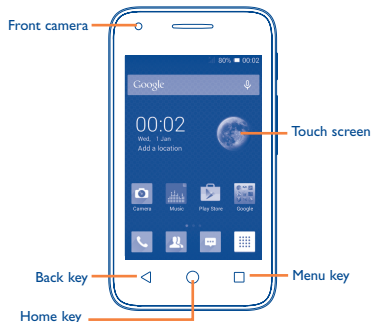 Front camera
80% 00:02
Google
00:02
Wed, 1 Jan
Add a location
Touch screen
Camera Music Play Store Google
Back key
Menu key
Home key